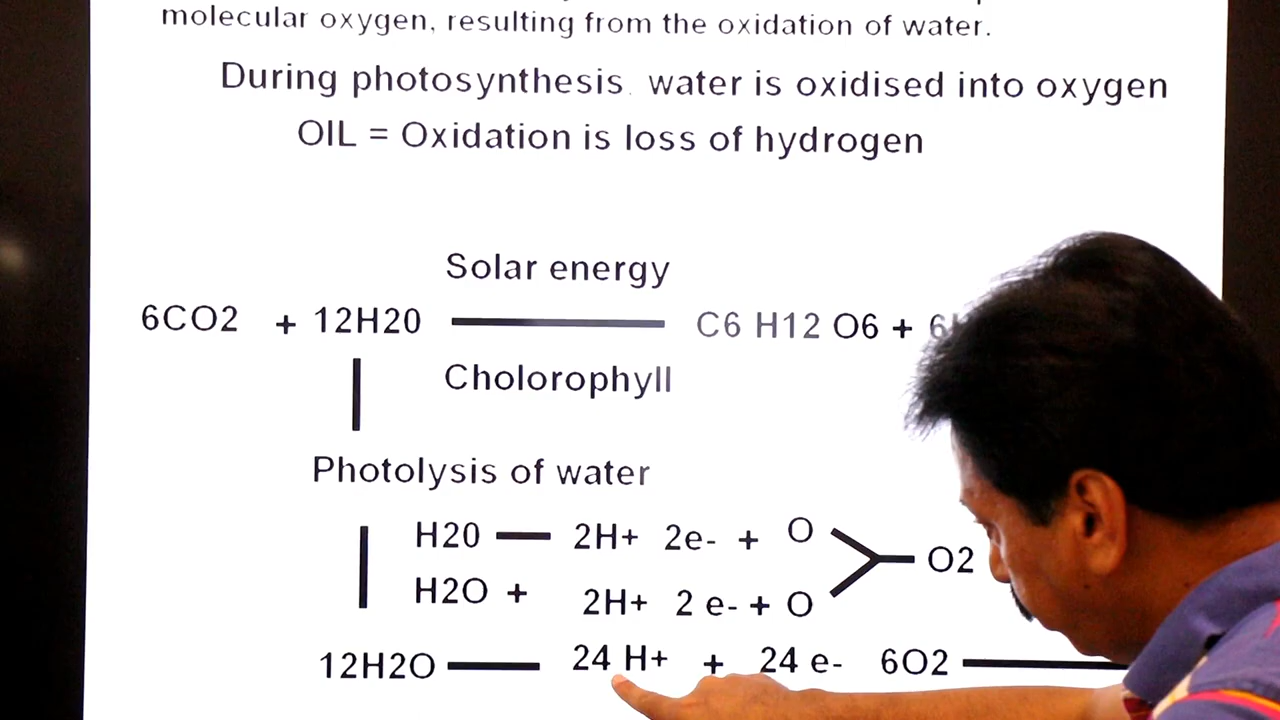 molecular oxygen, resulting from the oxidation of water.
During photosynthesis. water is oxidised into oxygen
OIL = Oxidation is loss of hydrogen
Solar energy
6CO2 + 12H20 C6 H12 O6 + 6
Cholorophyll
Photolysis of water
H20 — 2H+ 2e- + O
O2
H2O + 2H+ 2 e- + O
12H2O — 24 H+ + 24 e- 6O2 —